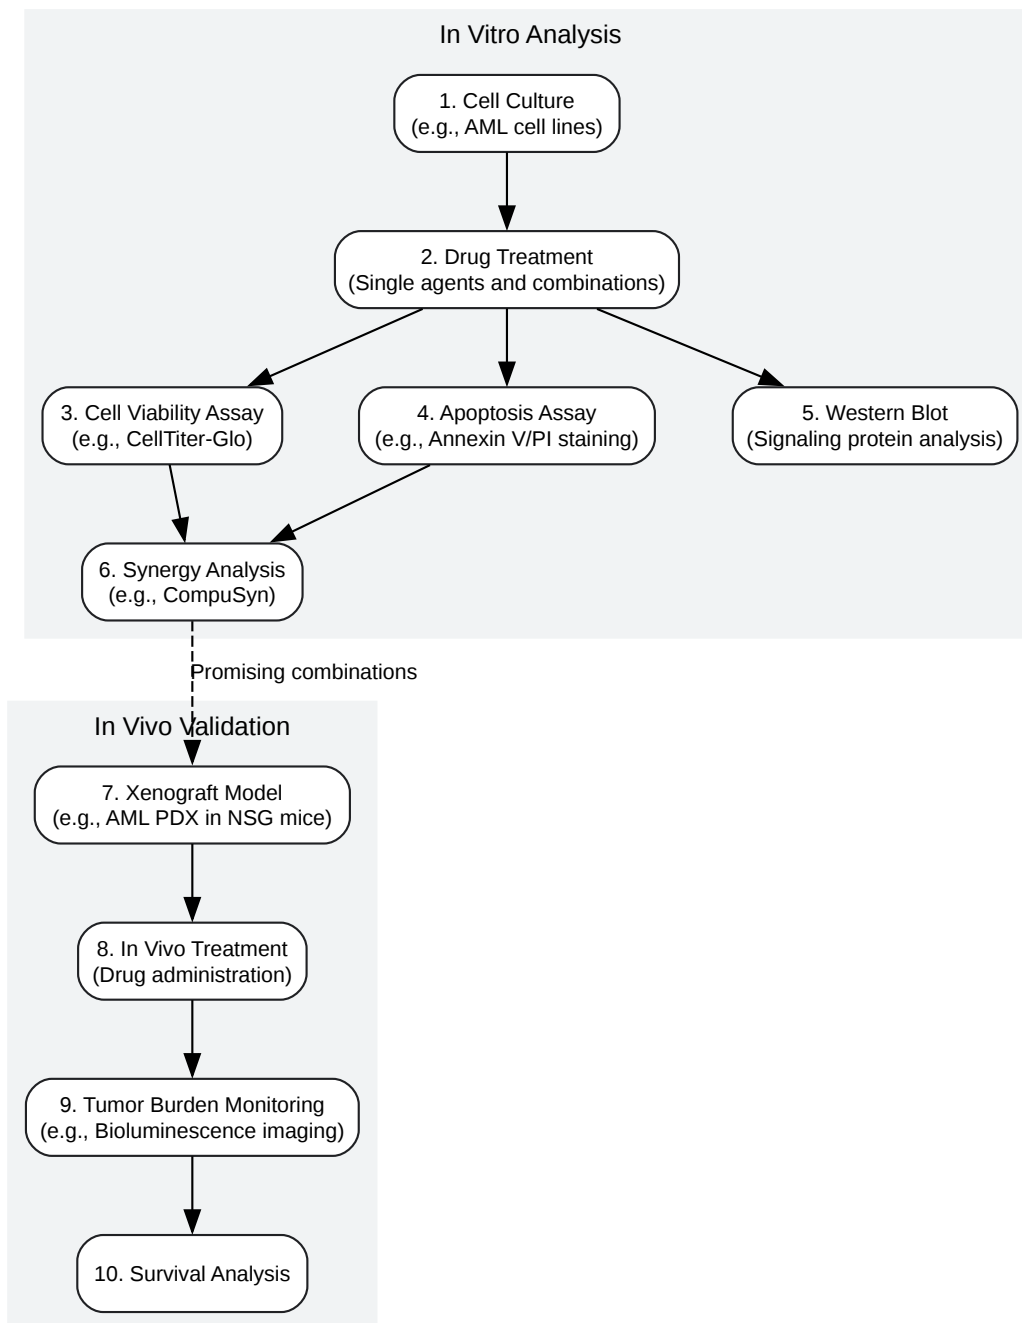 In Vitro Analysis
1. Cell Culture
(e.g., AML cell lines)
2. Drug Treatment
(Single agents and combinations)
3. Cell Viability Assay
(e.g., CellTiter-Glo)
4. Apoptosis Assay
(e.g., Annexin V/PI staining)
5. Western Blot
(Signaling protein analysis)
6. Synergy Analysis
(e.g., CompuSyn)
Promising combinations
In Vivo Validation
7. Xenograft Model
(e.g., AML PDX in NSG mice)
8. In Vivo Treatment
(Drug administration)
9. Tumor Burden Monitoring
(e.g., Bioluminescence imaging)
10. Survival Analysis